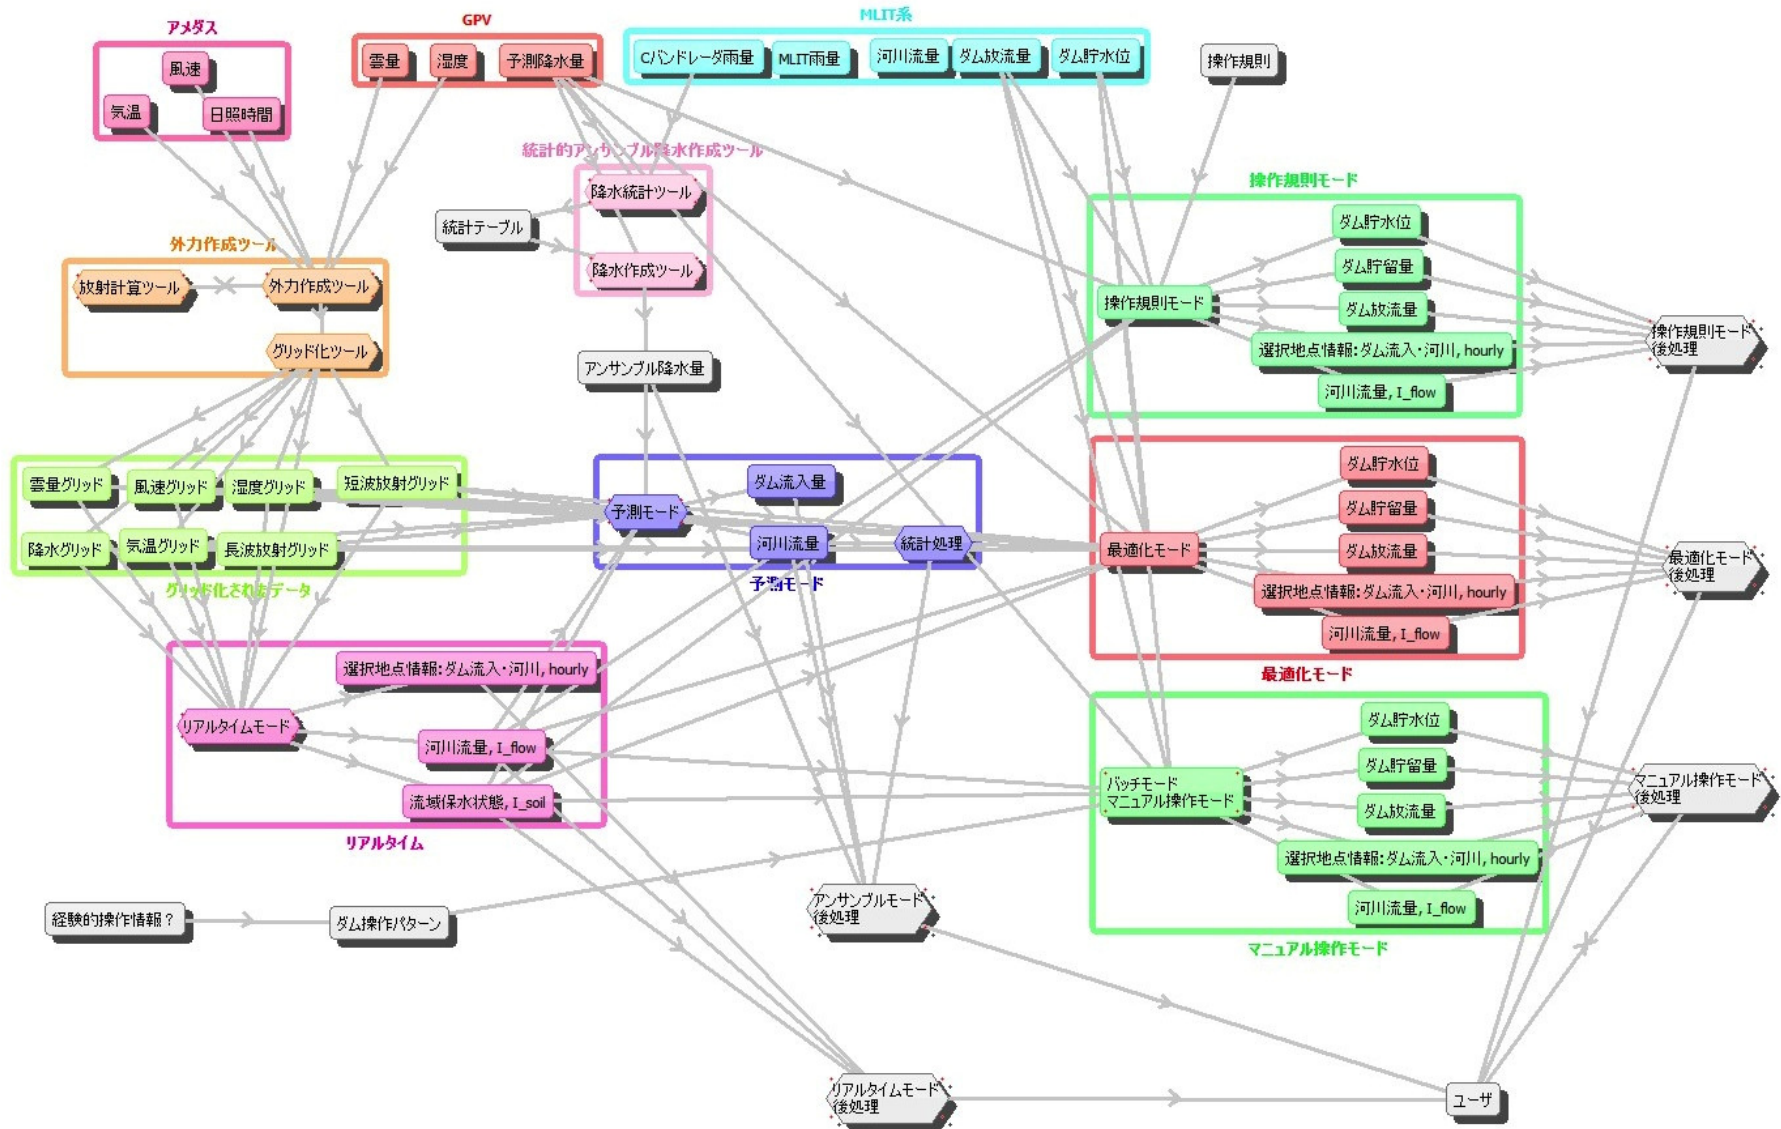 アメダス
風速
気温
日照時間
GPV
雲量
湿度
予測降水量
MLIT系
Cバンドレーダ雨量
MLIT雨量
河川流量
ダム放流量
ダム貯水位
操作規則
統計的アンサンブル降水作成ツール
降水統計ツール
統計テーブル
降水作成ツール
アンサンブル降水量
外力作成ツール
放射計算ツール
外力作成ツール
グリッド化ツール
雲量グリッド
風速グリッド
湿度グリッド
短波放射グリッド
降水グリッド
気温グリッド
長波放射グリッド
グリッド化されたデータ
ダム流入量
予測モード
河川流量
統計処理
予測モード
操作規則モード
ダム貯水位
ダム貯留量
操作規則モード
ダム放流量
選択地点情報:ダム流入・河川, hourly
河川流量, I_flow
操作規則モード
後処理
ダム貯水位
ダム貯留量
最適化モード
ダム放流量
選択地点情報:ダム流入・河川, hourly
河川流量, I_flow
最適化モード
最適化モード
後処理
選択地点情報:ダム流入・河川, hourly
リアルタイムモード
河川流量, I_flow
流域保水状態, I_soil
リアルタイム
ダム貯水位
ダム貯留量
バッチモード
マニュアル操作モード
ダム放流量
選択地点情報:ダム流入・河川, hourly
河川流量, I_flow
マニュアル操作モード
マニュアル操作モード
後処理
経験的操作情報？
ダム操作パターン
アンサンブルモード
後処理
リアルタイムモード
後処理
ユーザ